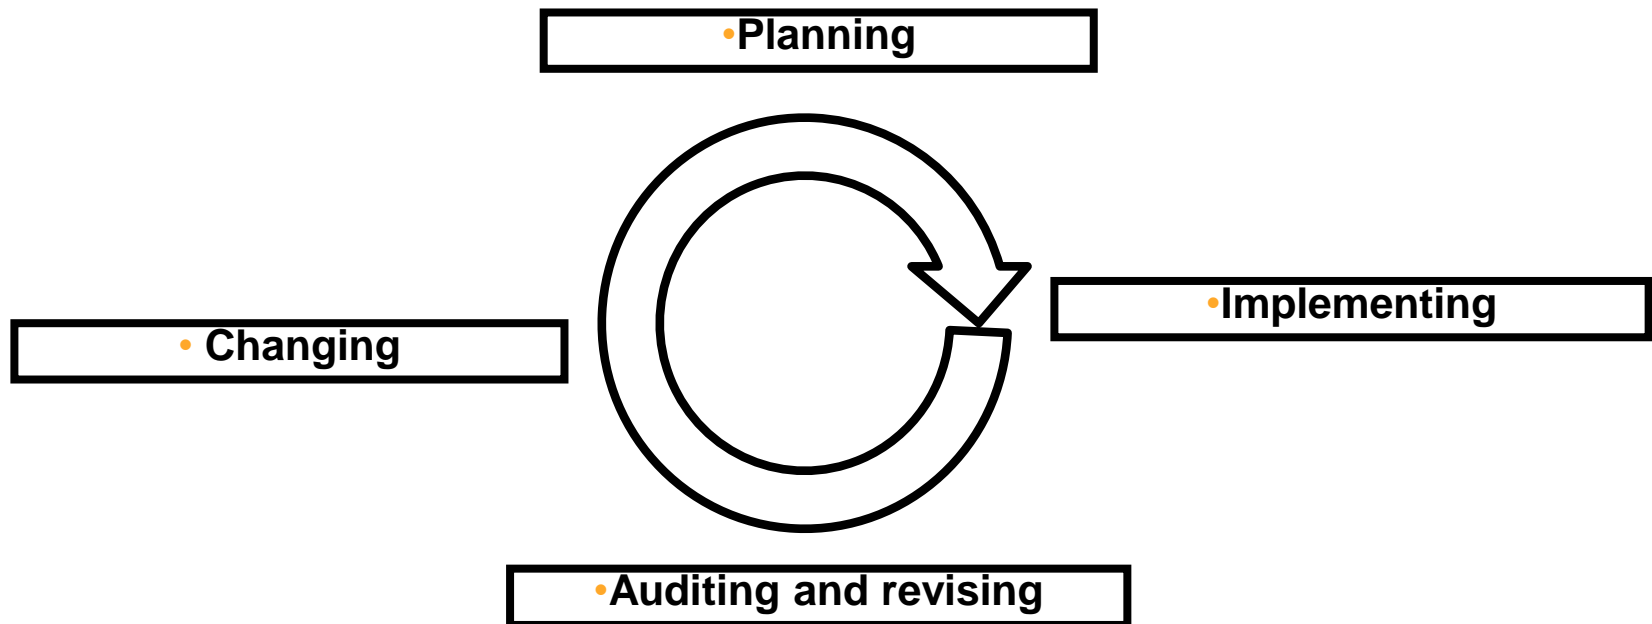 •Planning
•Implementing
• Changing
•Auditing and revising